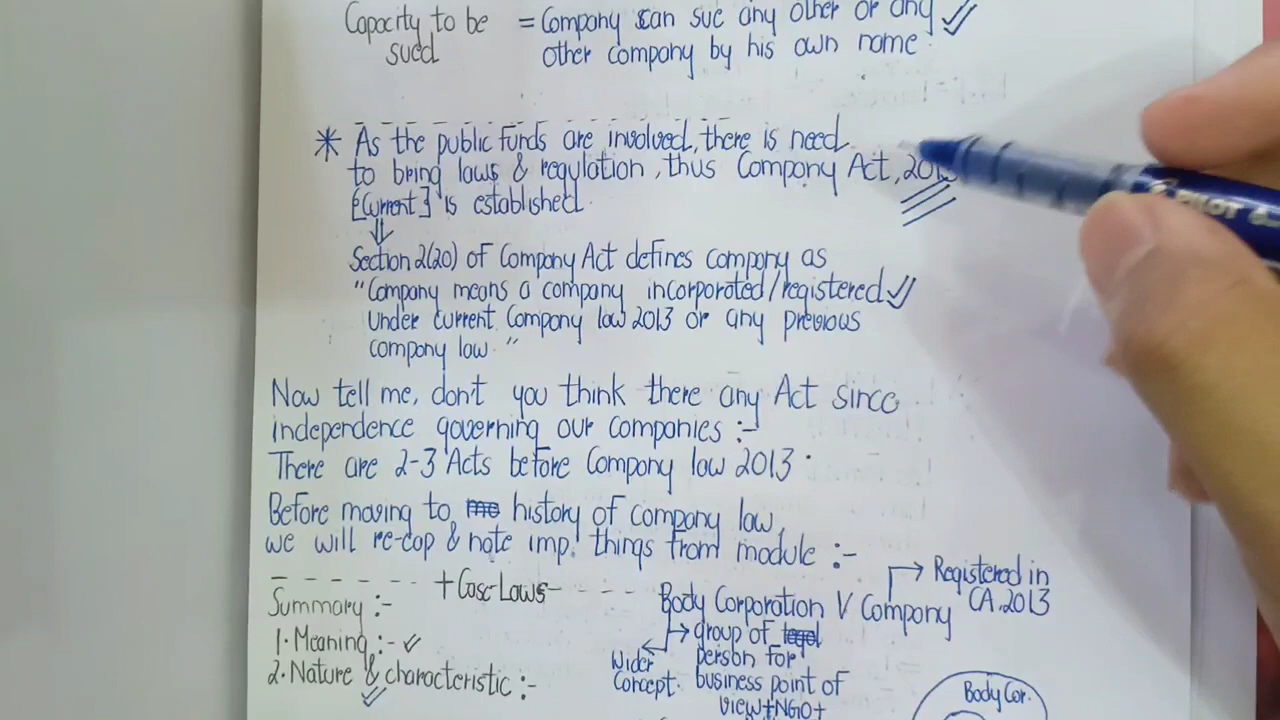 Capacity to be = Company can sue any other or any
sued other company by his own name.
* As the public funds are involved, there is need
to bring laws & regulation, thus Company Act, 2013
[Current] is established.
Section 2(20) of Company Act defines company as
"Company means a company incorporated/registered
under current Company law 2013 or any previous
company law."
Now tell me, don't you think there any Act since
independence governing our companies :-
There are 2-3 Acts before Company law 2013.
Before moving to history of company law,
we will re-cap & note imp. things from module :-
+ Case Laws
Summary :-
1. Meaning :-
2. Nature & characteristic :-
Body Corporation V Company
Registered in
CA.2013
group of
person for
business point of
view+NGO+
Wider
Concept.
Body Cor.
PILOT